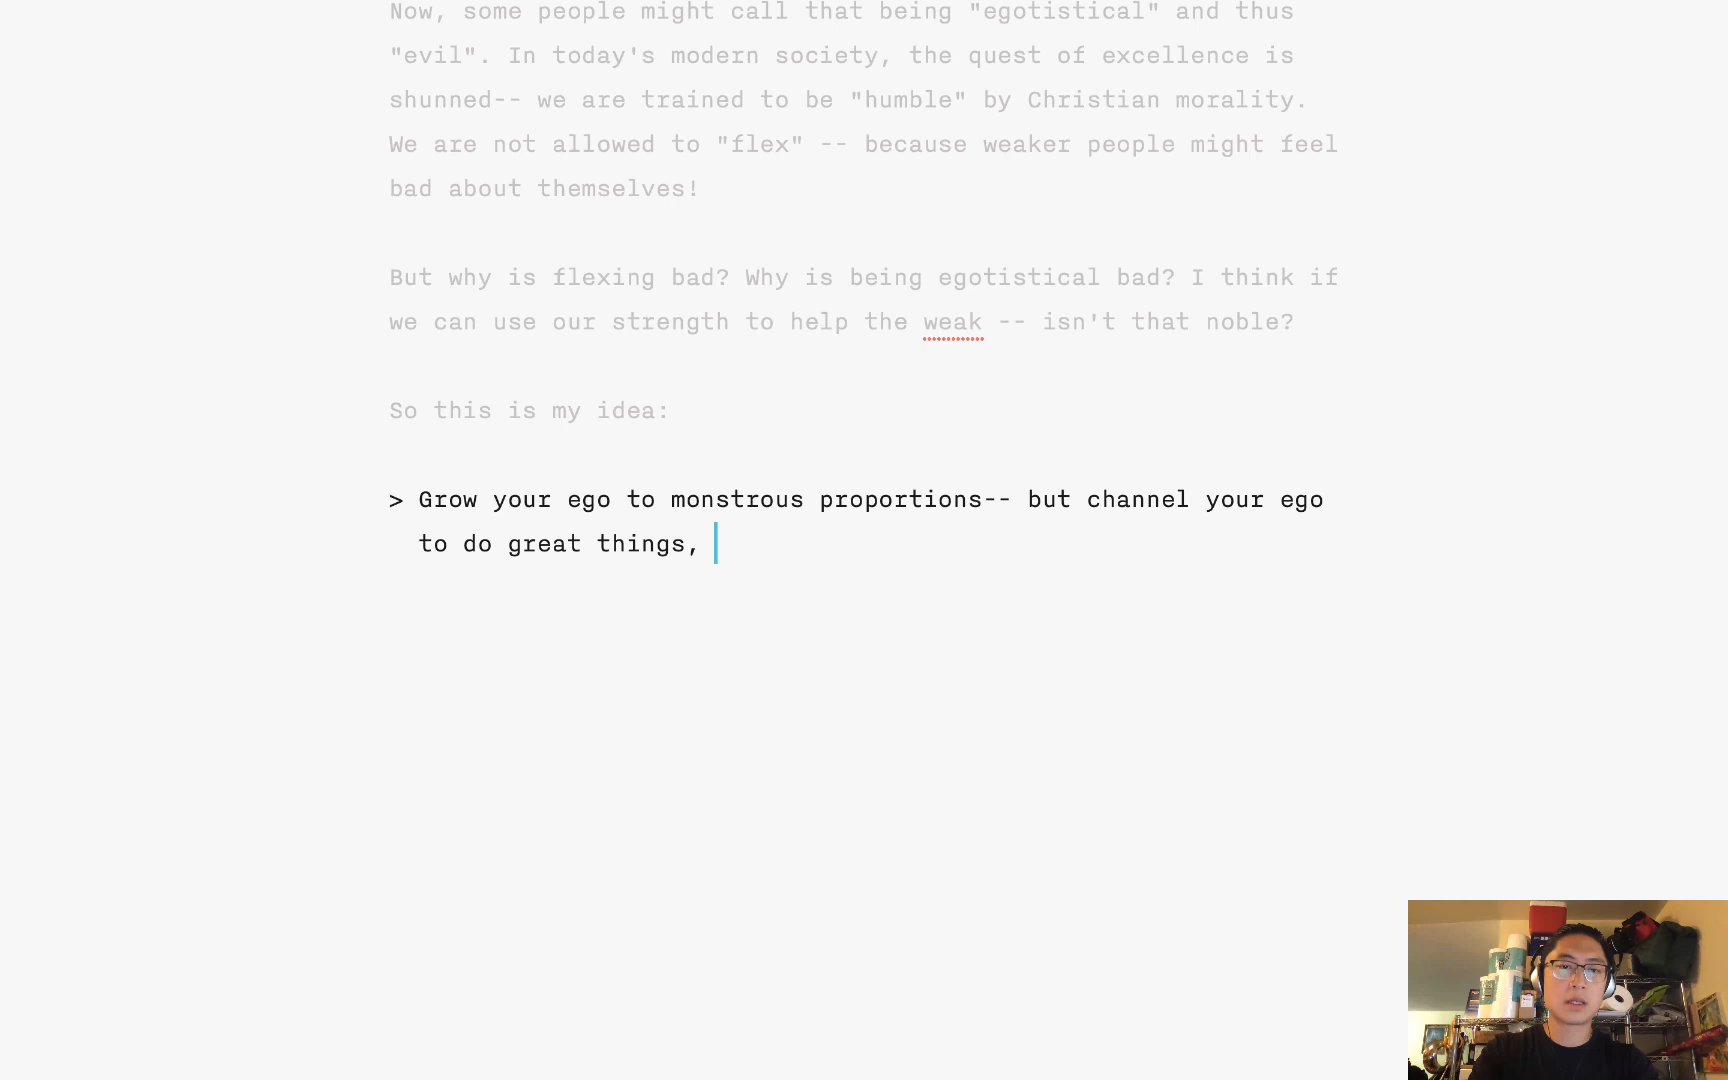 Now, some people might call that being "egotistical" and thus
"evil". In today's modern society, the quest of excellence is
shunned-- we are trained to be "humble" by Christian morality.
We are not allowed to "flex" -- because weaker people might feel
bad about themselves!
But why is flexing bad? Why is being egotistical bad? I think if
we can use our strength to help the weak -- isn't that noble?
So this is my idea:
> Grow your ego to monstrous proportions-- but channel your ego
to do great things,